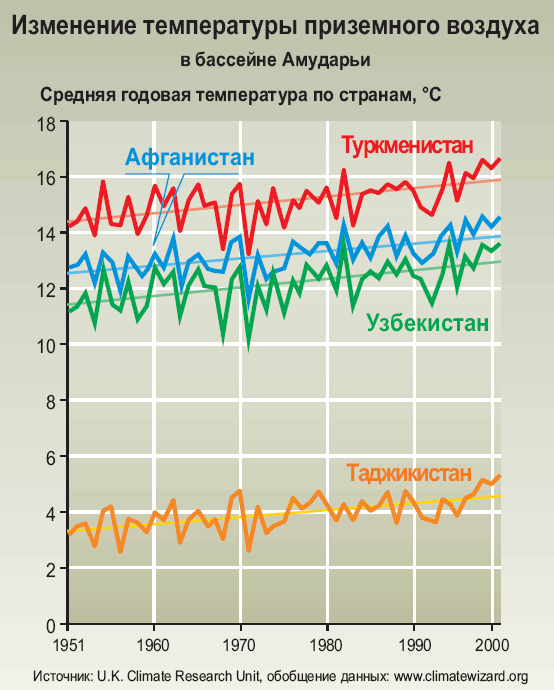 Изменение температуры приземного воздуха
в бассейне Амударьи
Средняя годовая температура по странам, °C
18
Туркменистан
Афганистан
16
14
12
Узбекистан
10
8
6
Таджикистан
4
2
0
1951 1960 1970 1980 1990 2000
Источник: U.K. Climate Research Unit, обобщение данных: www.climatewizard.org